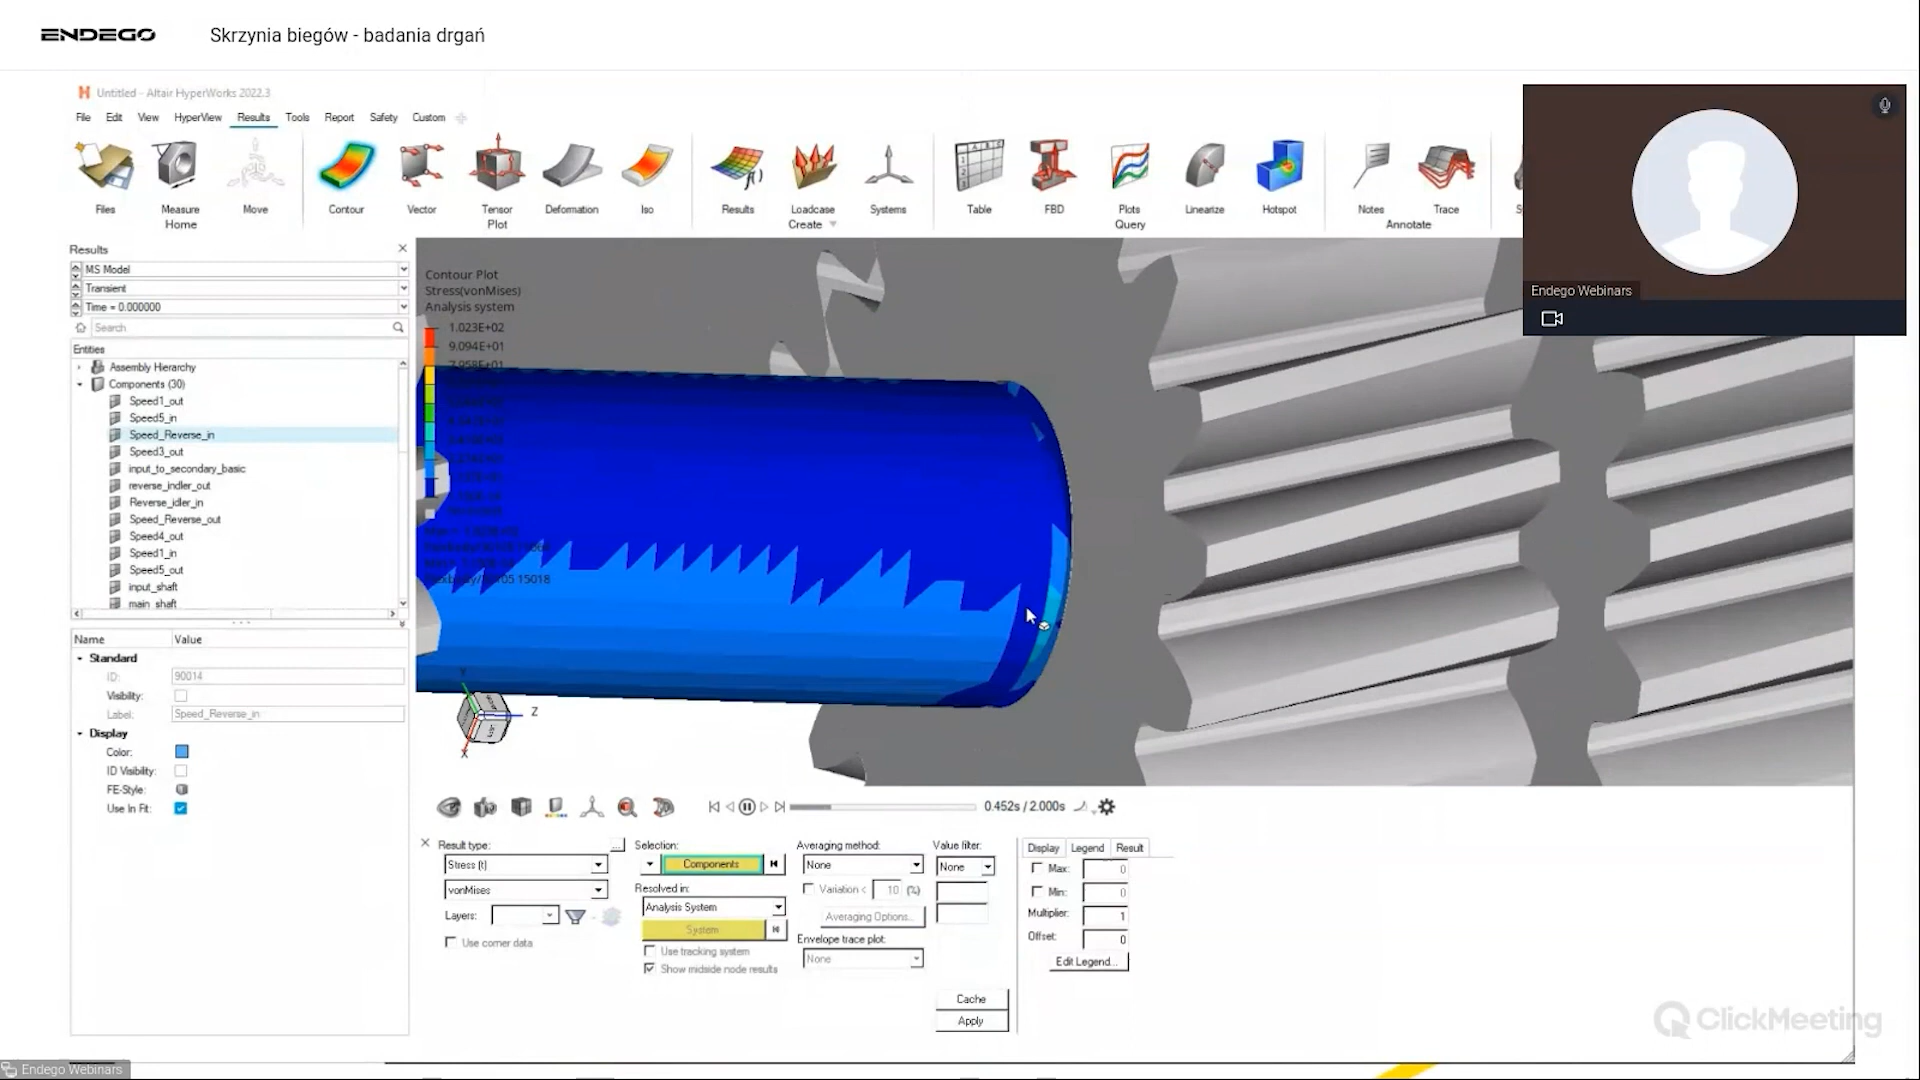 ENDEGO
Skrzynia biegów - badania drgań
Untitled - Altair HyperWorks 2022.3
File Edit View HyperView Results Tools Report Safety Custom
Files Measure Move Contour Vector Tensor Deformation Iso Results Loadcase Systems Table FBD Plots Linearize Hotspot Notes Trace
Home Plot Create Query Annotate
Endego Webinars
Results
MS Model
Transient
Time = 0.000000
Search
Entities
Assembly Hierarchy
Components (30)
Speed1_out
Speed5_in
Speed_Reverse_in
Speed3_out
input_to_secondary_basic
reverse_indler_out
Reverse_idler_in
Speed_Reverse_out
Speed4_out
Speed1_in
Speed5_out
input_shaft
main_shaft
Name Value
Standard
ID: 90014
Visibility:
Label: Speed_Reverse_in
Display
Color:
ID Visibility:
FE-Style:
Use In Fit:
Contour Plot
Stress(vonMises)
Analysis system
1.023E+02
9.094E+01
7.958E+01
15018
Y
Z
X
0.452s / 2.000s
Result type:
Stress (t)
vonMises
Layers:
Use corner data
Selection:
Components
Resolved in:
Analysis System
System
Use tracking system
Show midside node results
Averaging method:
None
Variation < 10 (%)
Averaging Options...
Envelope trace plot:
None
Value filter:
None
Cache
Apply
Display Legend Result
Max: 0
Min: 0
Multiplier: 1
Offset: 0
Edit Legend...
ClickMeeting
Endego Webinars